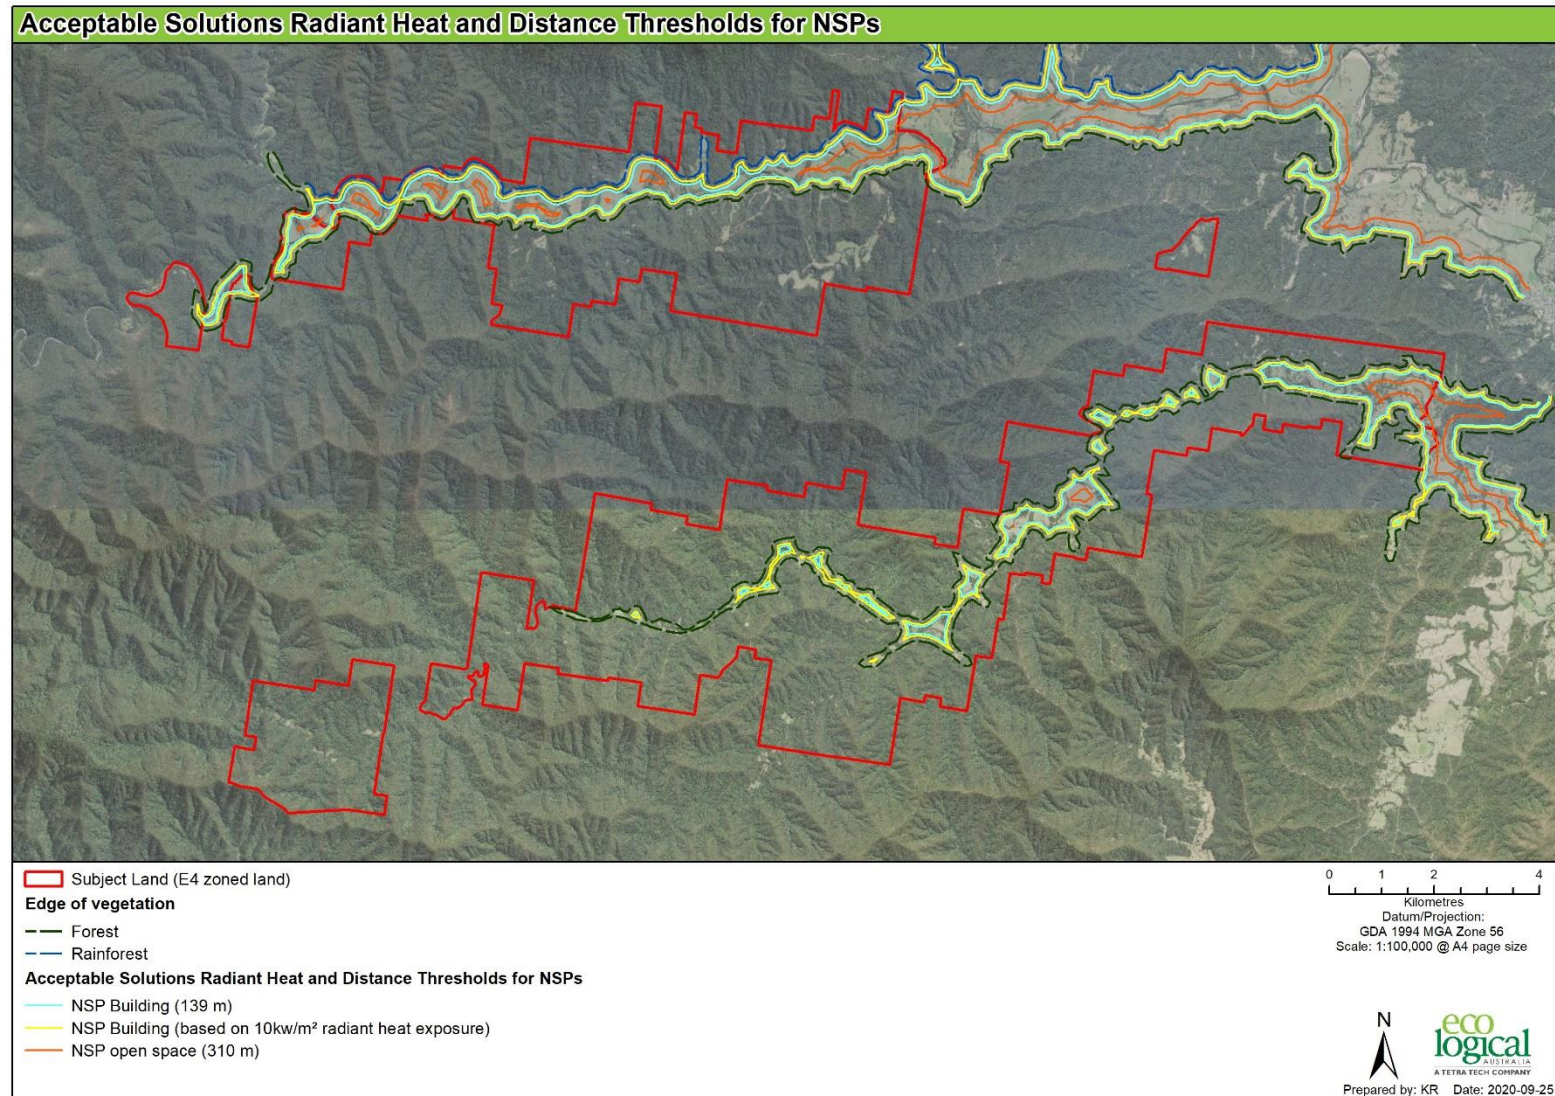 Acceptable Solutions Radiant Heat and Distance Thresholds for NSPs
Subject Land (E4 zoned land)
Edge of vegetation
Forest
Rainforest
Acceptable Solutions Radiant Heat and Distance Thresholds for NSPs
NSP Building (139 m)
NSP Building (based on 10kw/m² radiant heat exposure)
NSP open space (310 m)
0 1 2 4
Kilometres
Datum/Projection:
GDA 1994 MGA Zone 56
Scale: 1:100,000 @ A4 page size
N
eco
logical
AUSTRALIA
A TETRA TECH COMPANY
Prepared by: KR Date: 2020-09-25